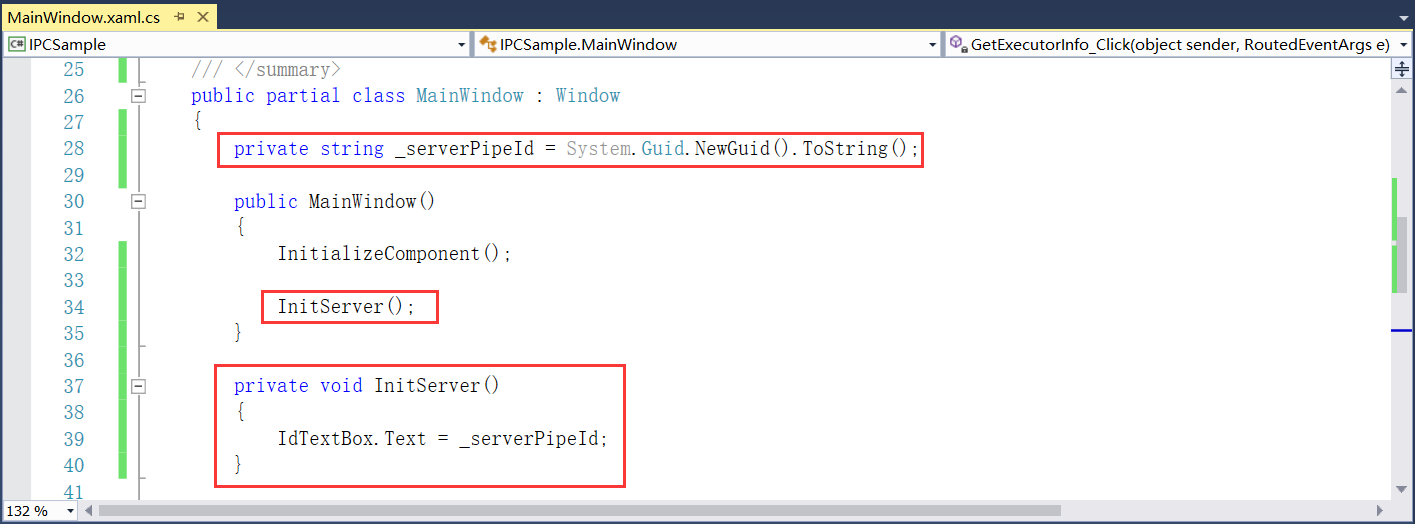 MainWindow.xaml.cs
C# IPCSample IPCSample.MainWindow GetExecutorInfo_Click(object sender, RoutedEventArgs e)
25 /// </summary>
26 public partial class MainWindow : Window
27 {
28 private string _serverPipeId = System.Guid.NewGuid().ToString();
29
30 public MainWindow()
31 {
32 InitializeComponent();
33
34 InitServer();
35 }
36
37 private void InitServer()
38 {
39 IdTextBox.Text = _serverPipeId;
40 }
41
132 %